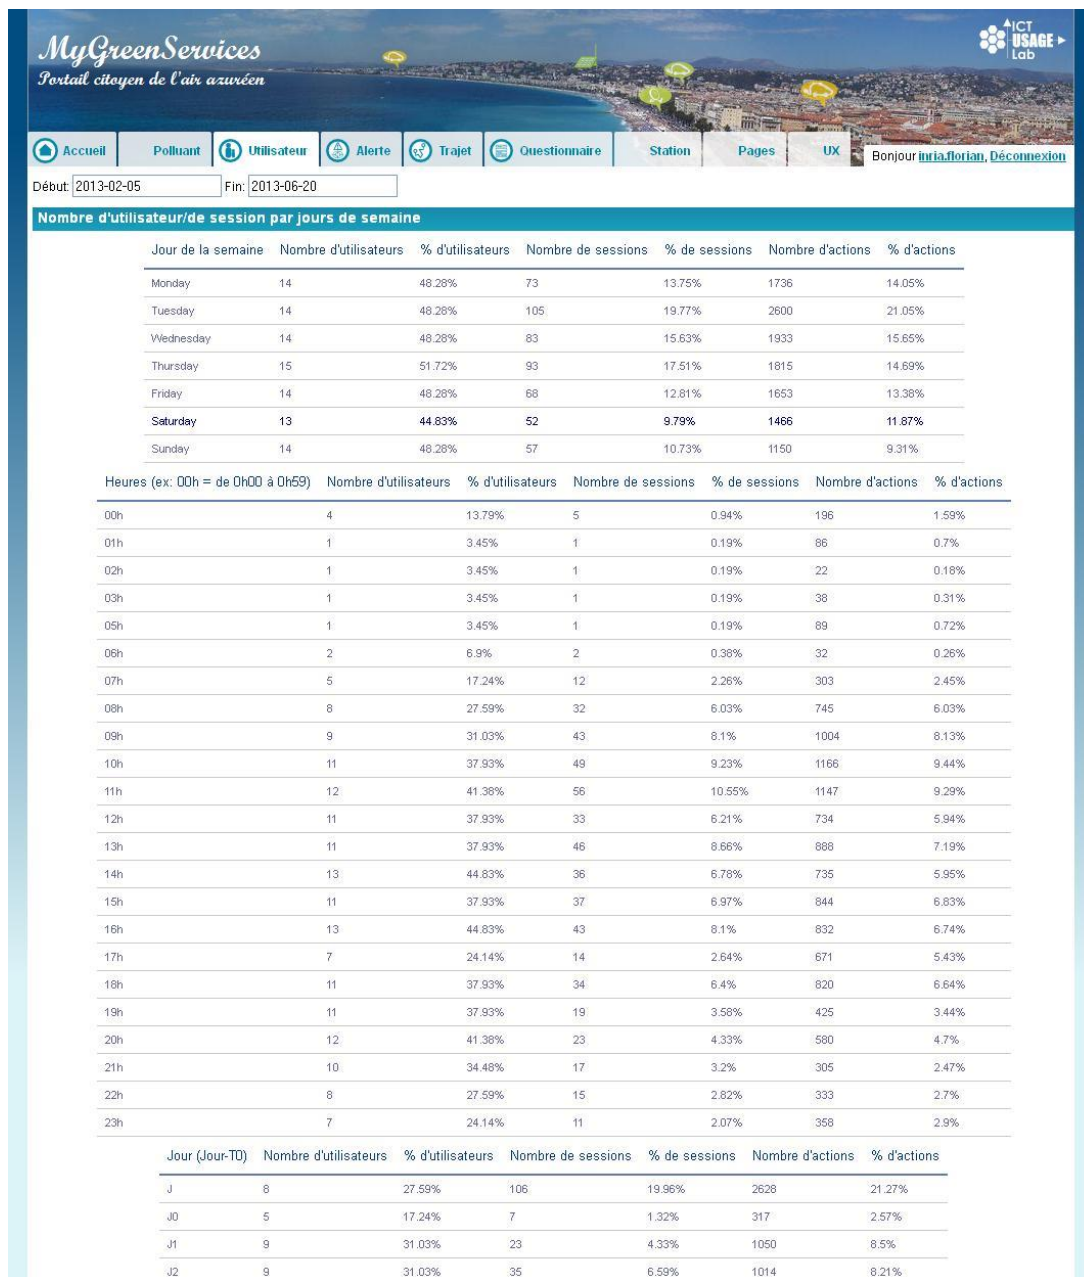 MyGreenServices
Portail citoyen de l'air azuréen
ICT
USAGE
Lab
Accueil Polluant Utilisateur Alerte Trajet Questionnaire Station Pages UX Bonjour inria.florian, Déconnexion
Début: 2013-02-05 Fin: 2013-06-20
Nombre d'utilisateur/de session par jours de semaine
Jour de la semaine Nombre d'utilisateurs % d'utilisateurs Nombre de sessions % de sessions Nombre d'actions % d'actions
Monday 14 48.28% 73 13.75% 1736 14.05%
Tuesday 14 48.28% 105 19.77% 2600 21.05%
Wednesday 14 48.28% 83 15.63% 1933 15.65%
Thursday 15 51.72% 93 17.51% 1815 14.69%
Friday 14 48.28% 68 12.81% 1653 13.38%
Saturday 13 44.83% 52 9.79% 1466 11.87%
Sunday 14 48.28% 57 10.73% 1150 9.31%
Heures (ex: 00h = de 0h00 à 0h59) Nombre d'utilisateurs % d'utilisateurs Nombre de sessions % de sessions Nombre d'actions % d'actions
00h 4 13.79% 5 0.94% 196 1.59%
01h 1 3.45% 1 0.19% 86 0.7%
02h 1 3.45% 1 0.19% 22 0.18%
03h 1 3.45% 1 0.19% 38 0.31%
05h 1 3.45% 1 0.19% 89 0.72%
06h 2 6.9% 2 0.38% 32 0.26%
07h 5 17.24% 12 2.26% 303 2.45%
08h 8 27.59% 32 6.03% 745 6.03%
09h 9 31.03% 43 8.1% 1004 8.13%
10h 11 37.93% 49 9.23% 1166 9.44%
11h 12 41.38% 56 10.55% 1147 9.29%
12h 11 37.93% 33 6.21% 734 5.94%
13h 11 37.93% 46 8.66% 888 7.19%
14h 13 44.83% 36 6.78% 735 5.95%
15h 11 37.93% 37 6.97% 844 6.83%
16h 13 44.83% 43 8.1% 832 6.74%
17h 7 24.14% 14 2.64% 671 5.43%
18h 11 37.93% 34 6.4% 820 6.64%
19h 11 37.93% 19 3.58% 425 3.44%
20h 12 41.38% 23 4.33% 580 4.7%
21h 10 34.48% 17 3.2% 305 2.47%
22h 8 27.59% 15 2.82% 333 2.7%
23h 7 24.14% 11 2.07% 358 2.9%
Jour (Jour-T0) Nombre d'utilisateurs % d'utilisateurs Nombre de sessions % de sessions Nombre d'actions % d'actions
J 8 27.59% 106 19.96% 2628 21.27%
J0 5 17.24% 7 1.32% 317 2.57%
J1 9 31.03% 23 4.33% 1050 8.5%
J2 9 31.03% 35 6.59% 1014 8.21%